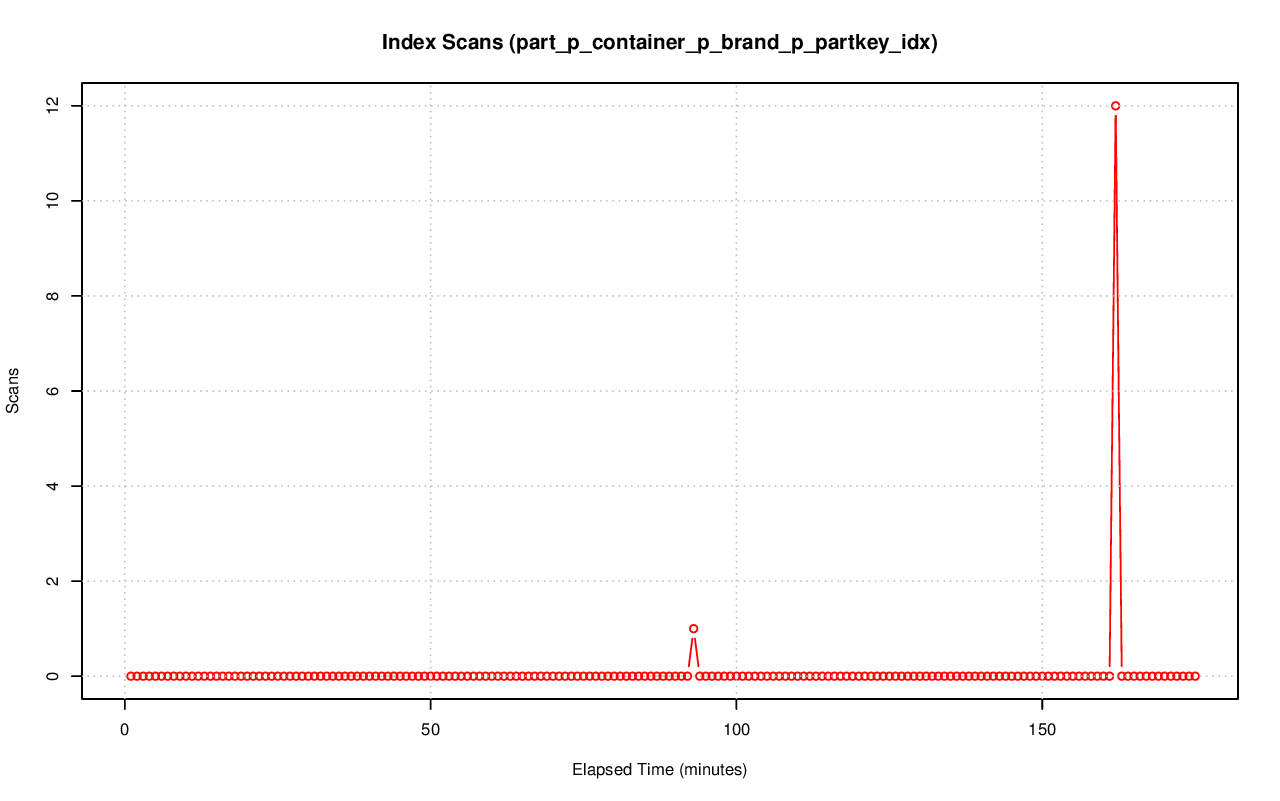 Index Scans (part_p_container_p_brand_p_partkey_idx)
12
10
8
6
4
2
0
Scans
0 50 100 150
Elapsed Time (minutes)